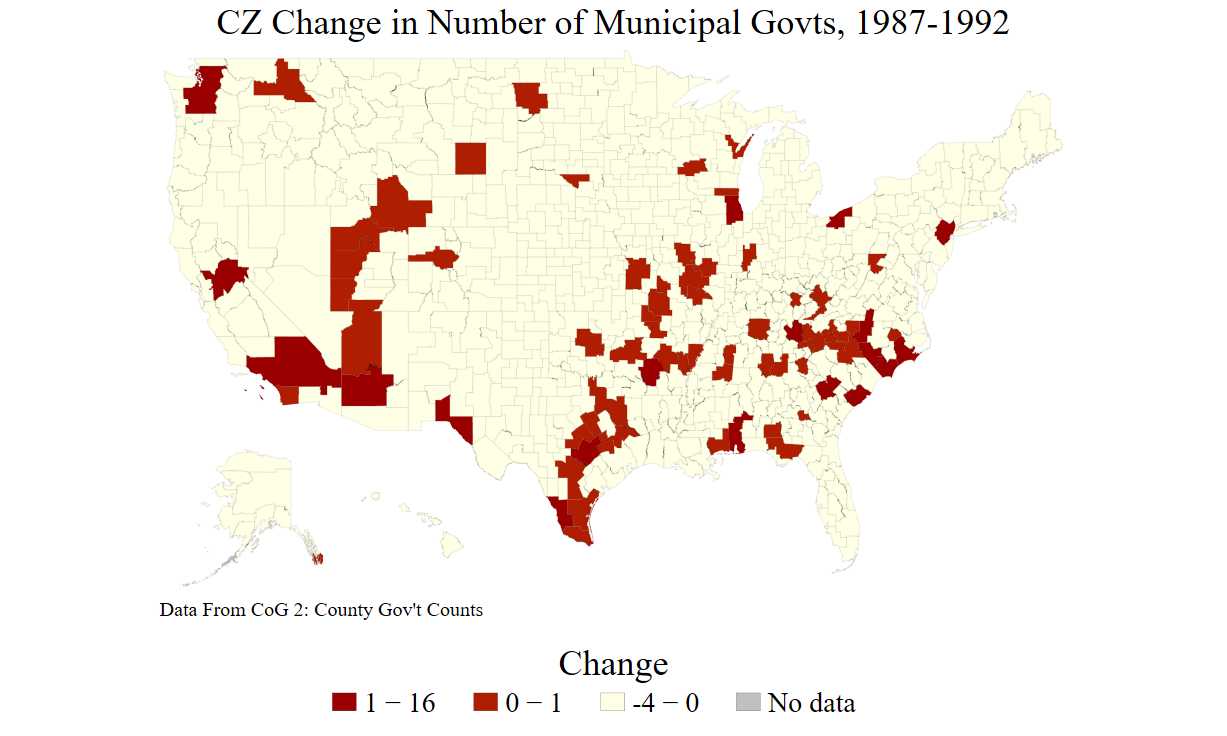 CZ Change in Number of Municipal Govts, 1987-1992
Data From CoG 2: County Gov't Counts
Change
1 − 16
0 − 1
-4 − 0
No data